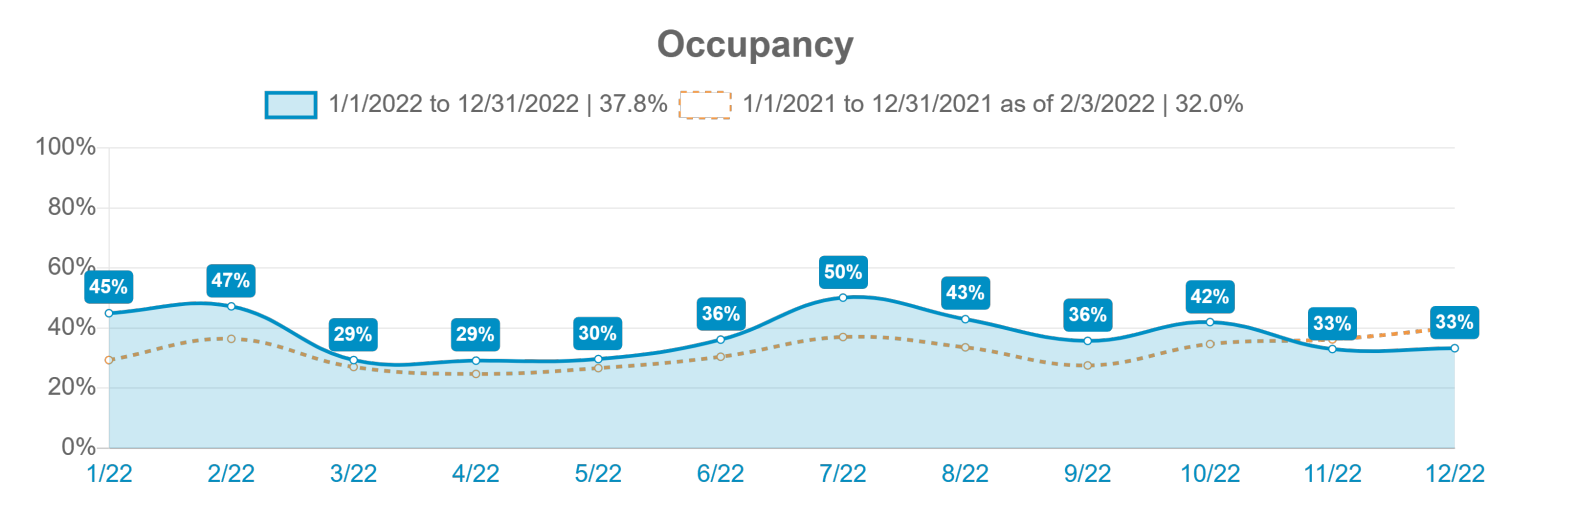 Occupancy
1/1/2022 to 12/31/2022 | 37.8% 1/1/2021 to 12/31/2021 as of 2/3/2022 | 32.0%
100%
80%
60%
40%
20%
0%
45% 47% 29% 29% 30% 36% 50% 43% 36% 42% 33% 33%
1/22 2/22 3/22 4/22 5/22 6/22 7/22 8/22 9/22 10/22 11/22 12/22